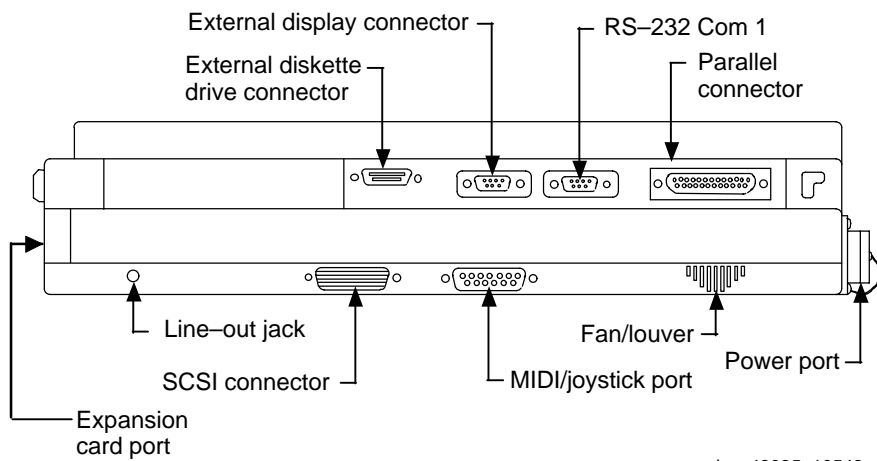 External display connector
RS–232 Com 1
External diskette
drive connector
Parallel
connector
Line–out jack
Fan/louver
Power port
SCSI connector
MIDI/joystick port
Expansion
card port